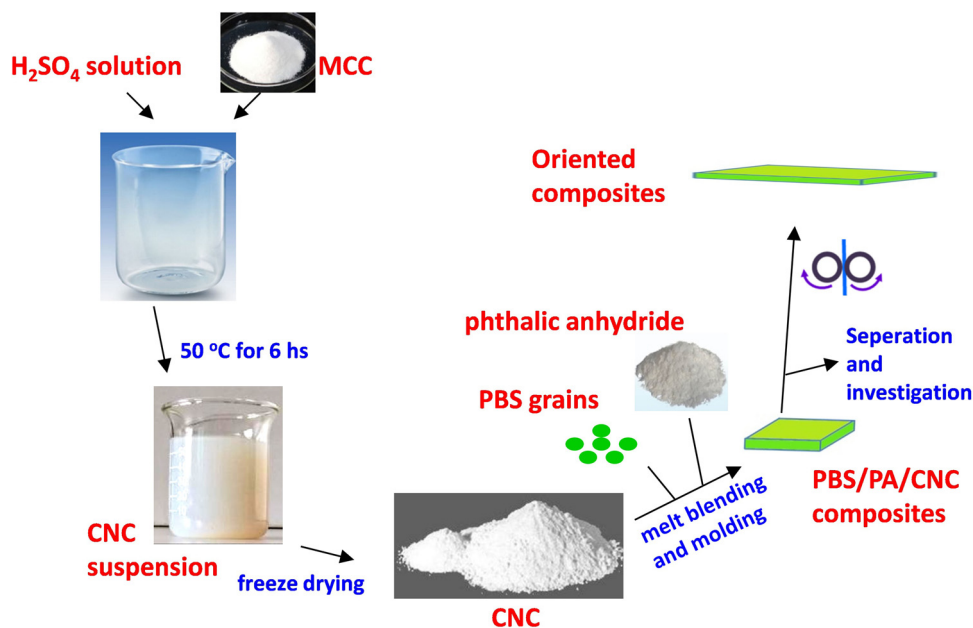 H₂SO₄ solution
MCC
50 ºC for 6 hs
CNC
suspension
freeze drying
CNC
PBS grains
phthalic anhydride
melt blending
and molding
PBS/PA/CNC
composites
Seperation
and
investigation
Oriented
composites